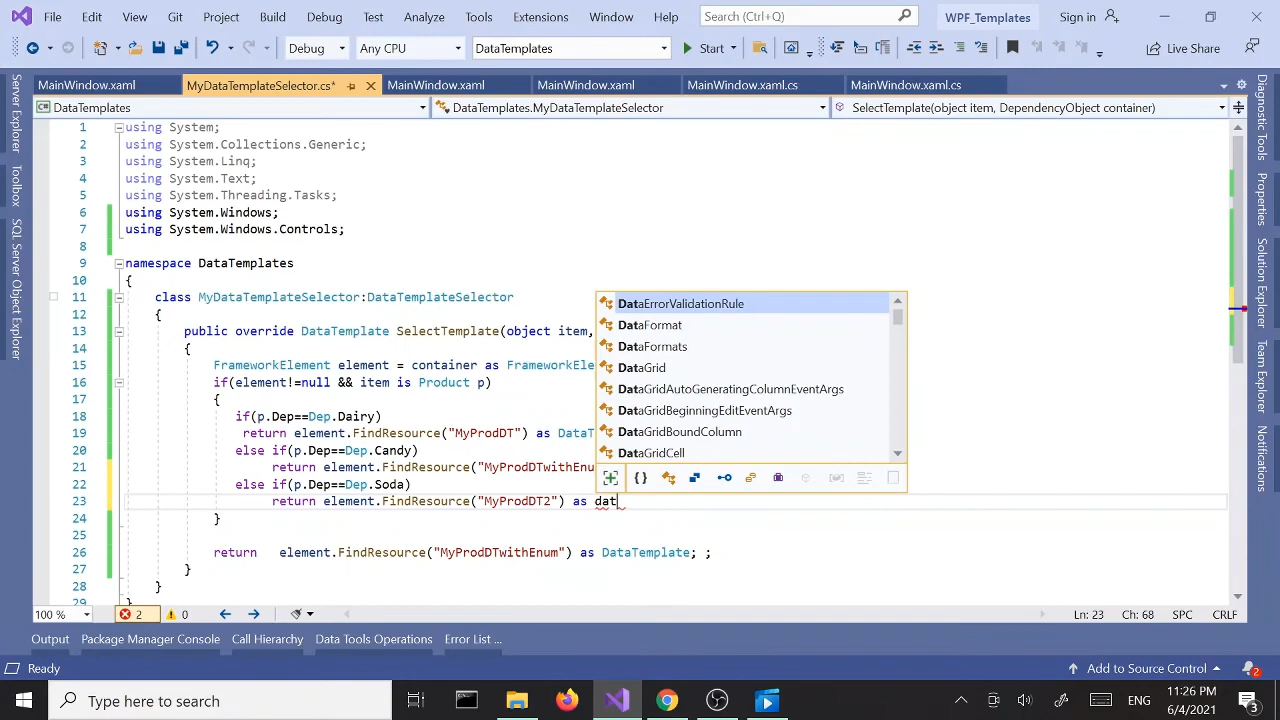 File Edit View Git Project Build Debug Test Analyze Tools Extensions Window Help Search (Ctrl+Q) WPF_Templates Sign in
Debug Any CPU DataTemplates Start Live Share
MainWindow.xaml MyDataTemplateSelector.cs* MainWindow.xaml MainWindow.xaml MainWindow.xaml.cs MainWindow.xaml.cs
DataTemplates DataTemplates.MyDataTemplateSelector SelectTemplate(object item, DependencyObject container)
Server Explorer
Toolbox
SQL Server Object Explorer
1 using System;
2 using System.Collections.Generic;
3 using System.Linq;
4 using System.Text;
5 using System.Threading.Tasks;
6 using System.Windows;
7 using System.Windows.Controls;
8
9 namespace DataTemplates
10 {
11 class MyDataTemplateSelector:DataTemplateSelector
12 {
13 public override DataTemplate SelectTemplate(object item,
14 {
15 FrameworkElement element = container as FrameworkEle
16 if(element!=null && item is Product p)
17 {
18 if(p.Dep==Dep.Dairy)
19 return element.FindResource("MyProdDT") as DataT
20 else if(p.Dep==Dep.Candy)
21 return element.FindResource("MyProdDTwithEnu
22 else if(p.Dep==Dep.Soda)
23 return element.FindResource("MyProdDT2") as dat
24 }
25
26 return element.FindResource("MyProdDTwithEnum") as DataTemplate; ;
27 }
28 }
29 }
DataErrorValidationRule
DataFormat
DataFormats
DataGrid
DataGridAutoGeneratingColumnEventArgs
DataGridBeginningEditEventArgs
DataGridBoundColumn
DataGridCell
Diagnostic Tools
Properties
Solution Explorer
Team Explorer
Notifications
100 % 2 0 Ln: 23 Ch: 68 SPC CRLF
Output Package Manager Console Call Hierarchy Data Tools Operations Error List ...
Ready Add to Source Control 2
Type here to search ENG 11:26 PM
6/4/2021 3